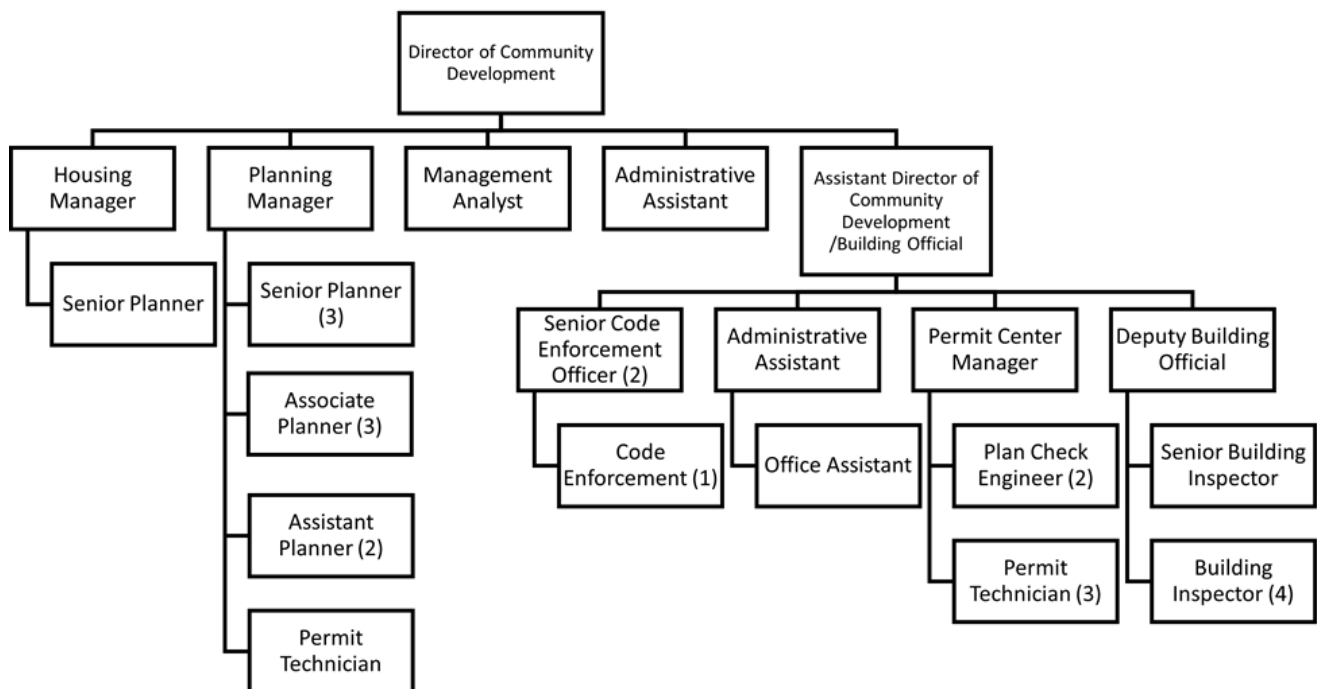 Director of Community
Development
Housing
Manager
Planning
Manager
Management
Analyst
Administrative
Assistant
Assistant Director of
Community
Development
/Building Official
Senior Planner
Senior Planner
(3)
Associate
Planner (3)
Assistant
Planner (2)
Permit
Technician
Senior Code
Enforcement
Officer (2)
Administrative
Assistant
Permit Center
Manager
Deputy Building
Official
Code
Enforcement (1)
Office Assistant
Plan Check
Engineer (2)
Senior Building
Inspector
Permit
Technician (3)
Building
Inspector (4)